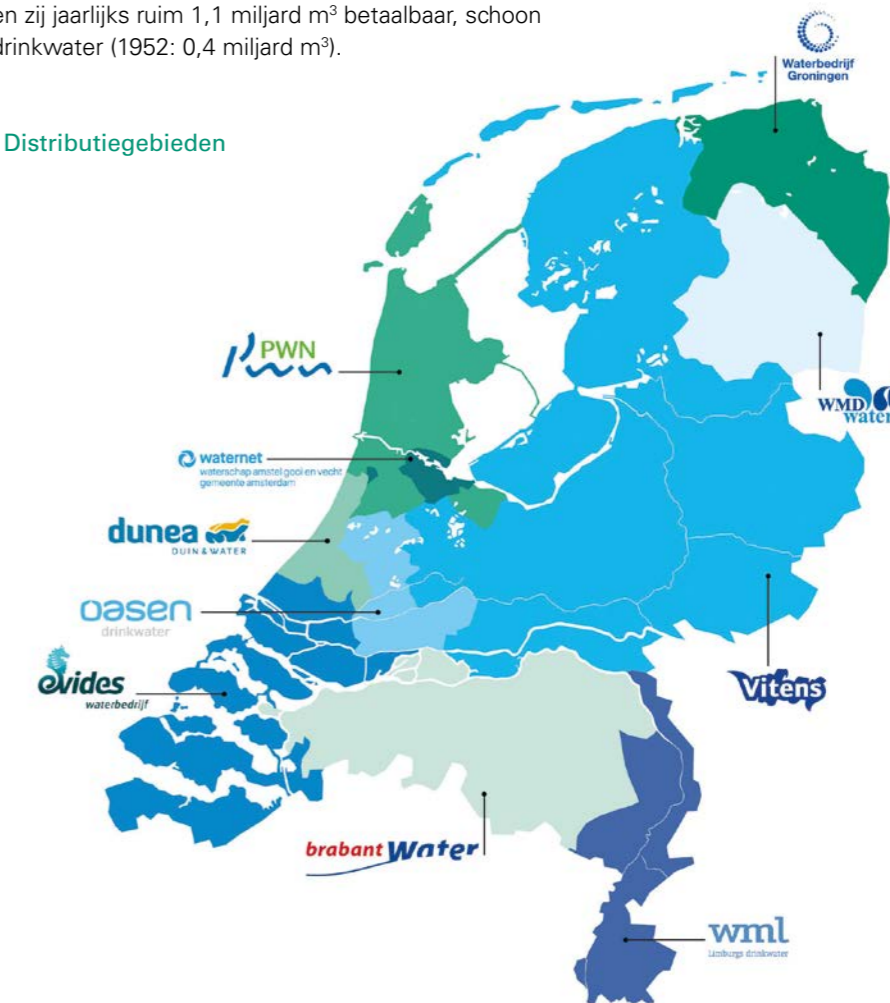 en zij jaarlijks ruim 1,1 miljard m³ betaalbaar, schoon
drinkwater (1952: 0,4 miljard m³).
Waterbedrijf
Groningen
Distributiegebieden
PWN
WMD
water
waternet
waterschap amstel gooi en vecht
gemeente amsterdam
dunea
DUIN & WATER
oasen
drinkwater
evides
waterbedrijf
Vitens
brabant Water
wml
Limburgs drinkwater